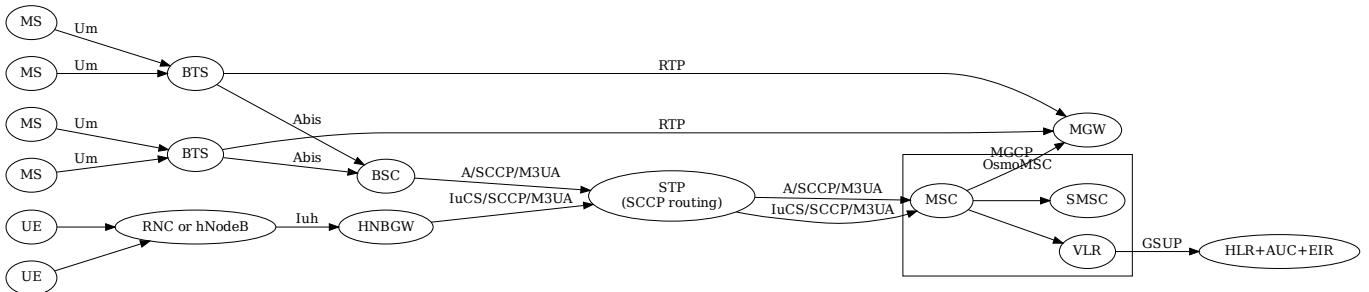 MS
Um
MS
Um
BTS
RTP
MS
Um
Abis
RTP
MGW
MS
Um
BTS
Abis
BSC
A/SCCP/M3UA
STP
(SCCP routing)
A/SCCP/M3UA
MGCP
OsmoMSC
IuCS/SCCP/M3UA
IuCS/SCCP/M3UA
MSC
SMSC
UE
RNC or hNodeB
Iuh
HNBGW
VLR
GSUP
HLR+AUC+EIR
UE